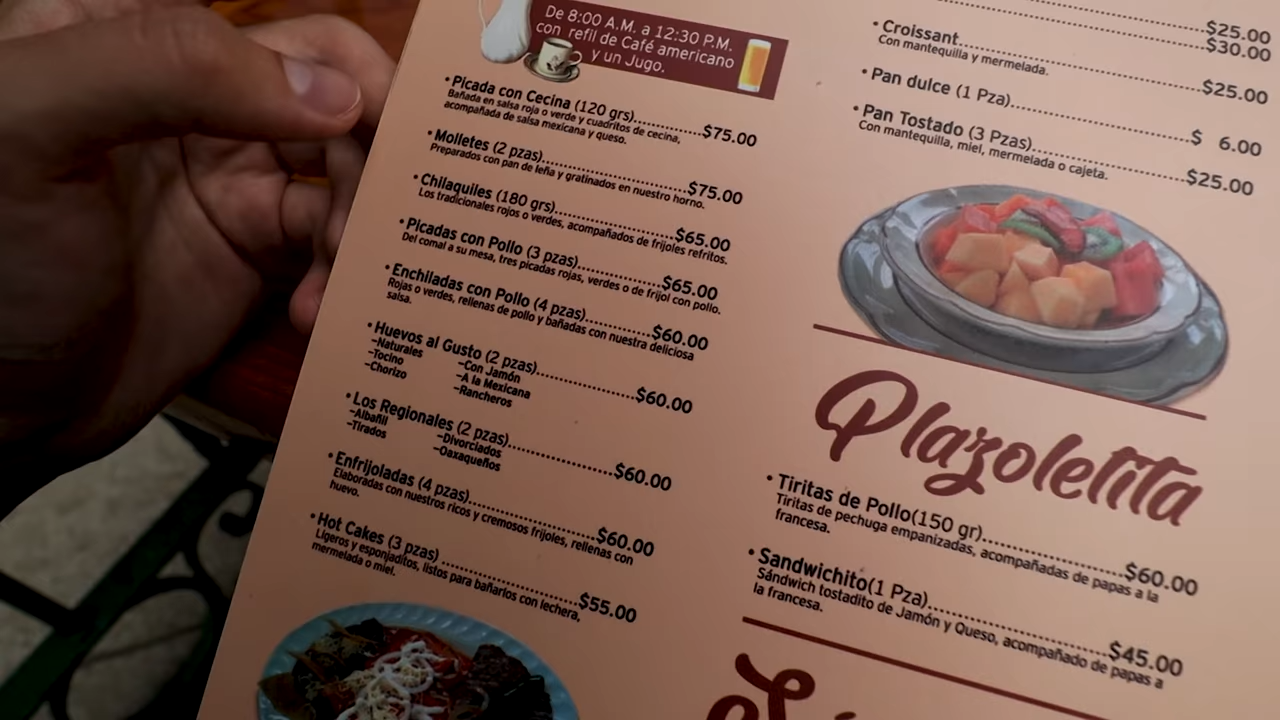 De 8:00 A.M. a 12:30 P.M.
con refil de Café americano
y un Jugo.
•Picada con Cecina (120 grs)................$75.00
Bañada en salsa roja o verde y cuadritos de cecina,
acompañada de salsa mexicana y queso.
•Molletes (2 pzas)..................................$75.00
Preparados con pan de leña y gratinados en nuestro horno.
•Chilaquiles (180 grs)............................$65.00
Los tradicionales rojos o verdes, acompañados de frijoles refritos.
•Picadas con Pollo (3 pzas)....................$65.00
Del comal a su mesa, tres picadas rojas, verdes o de frijol con pollo.
•Enchiladas con Pollo (4 pzas)................$60.00
Rojas o verdes, rellenas de pollo y bañadas con nuestra deliciosa
salsa.
•Huevos al Gusto (2 pzas)......................$60.00
-Naturales -Con Jamón
-Tocino -A la Mexicana
-Chorizo -Rancheros
•Los Regionales (2 pzas)........................$60.00
-Albañil -Divorciados
-Tirados -Oaxaqueños
•Enfrijoladas (4 pzas).............................$60.00
Elaboradas con nuestros ricos y cremosos frijoles, rellenas con
huevo.
•Hot Cakes (3 pzas)................................$55.00
Ligeros y esponjaditos, listos para bañarlos con lechera,
mermelada o miel.
$25.00
$30.00
•Croissant..............................................$25.00
Con mantequilla y mermelada.
•Pan dulce (1 Pza)..................................$ 6.00
•Pan Tostado (3 Pzas)............................$25.00
Con mantequilla, miel, mermelada o cajeta.
Plazoletita
•Tiritas de Pollo(150 gr)........................$60.00
Tiritas de pechuga empanizadas, acompañadas de papas a la
francesa.
•Sandwichito(1 Pza)...............................$45.00
Sándwich tostadito de Jamón y Queso, acompañado de papas a
la francesa.